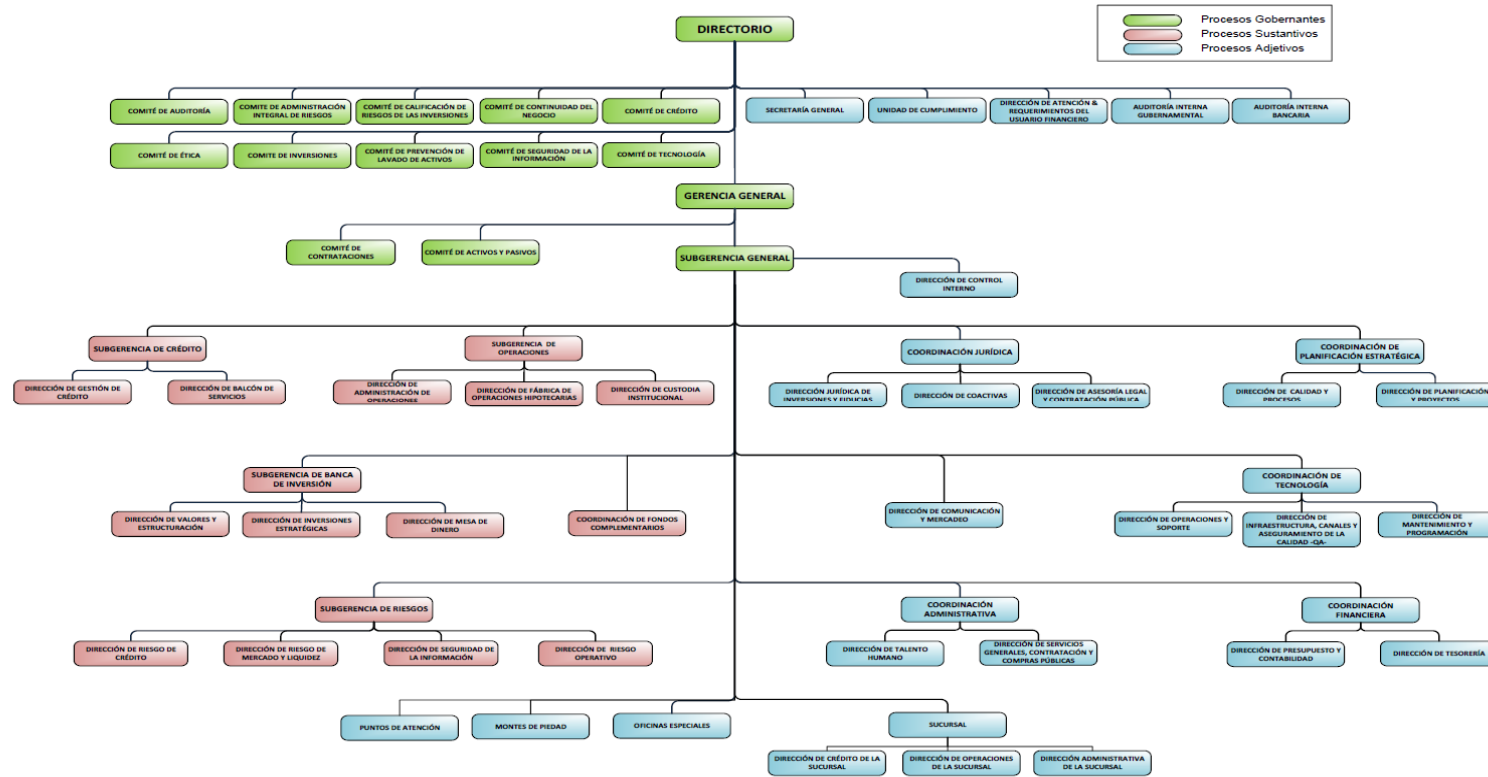 DIRECTORIO
Procesos Gobernantes
Procesos Sustantivos
Procesos Adjetivos
COMITÉ DE AUDITORÍA
COMITE DE ADMINISTRACIÓN
INTEGRAL DE RIESGOS
COMITÉ DE CALIFICACIÓN DE
RIESGOS DE LAS INVERSIONES
COMITÉ DE CONTINUIDAD DEL
NEGOCIO
COMITÉ DE CRÉDITO
SECRETARÍA GENERAL
UNIDAD DE CUMPLIMIENTO
DIRECCIÓN DE ATENCIÓN &
REQUERIMIENTOS DEL
USUARIO FINANCIERO
AUDITORÍA INTERNA
GUBERNAMENTAL
AUDITORÍA INTERNA
BANCARIA
COMITÉ DE ÉTICA
COMITE DE INVERSIONES
COMITÉ DE PREVENCIÓN DE
LAVADO DE ACTIVOS
COMITÉ DE SEGURIDAD DE LA
INFORMACIÓN
COMITÉ DE TECNOLOGÍA
GERENCIA GENERAL
COMITÉ DE
CONTRATACIONES
COMITÉ DE ACTIVOS Y PASIVOS
SUBGERENCIA GENERAL
DIRECCIÓN DE CONTROL
INTERNO
SUBGERENCIA DE CRÉDITO
SUBGERENCIA DE
OPERACIONES
COORDINACIÓN JURÍDICA
COORDINACIÓN DE
PLANIFICACIÓN ESTRATÉGICA
DIRECCIÓN DE GESTIÓN DE
CRÉDITO
DIRECCIÓN DE BALCÓN DE
SERVICIOS
DIRECCIÓN DE
ADMINISTRACIÓN DE
OPERACIONES
DIRECCIÓN DE FÁBRICA DE
OPERACIONES HIPOTECARIAS
DIRECCIÓN DE CUSTODIA
INSTITUCIONAL
DIRECCIÓN JURÍDICA DE
INVERSIONES Y FIDUCIAS
DIRECCIÓN DE COACTIVAS
DIRECCIÓN DE ASESORÍA LEGAL
Y CONTRATACIÓN PÚBLICA
DIRECCIÓN DE CALIDAD Y
PROCESOS
DIRECCIÓN DE PLANIFICACIÓN
Y PROYECTOS
SUBGERENCIA DE BANCA
DE INVERSIÓN
COORDINACIÓN DE
TECNOLOGÍA
DIRECCIÓN DE VALORES Y
ESTRUCTURACIÓN
DIRECCIÓN DE INVERSIONES
ESTRATÉGICAS
DIRECCIÓN DE MESA DE
DINERO
COORDINACIÓN DE FONDOS
COMPLEMENTARIOS
DIRECCIÓN DE COMUNICACIÓN
Y MERCADEO
DIRECCIÓN DE OPERACIONES Y
SOPORTE
DIRECCIÓN DE
INFRAESTRUCTURA, CANALES Y
ASEGURAMIENTO DE LA
CALIDAD -QA-
DIRECCIÓN DE
MANTENIMIENTO Y
PROGRAMACIÓN
SUBGERENCIA DE RIESGOS
COORDINACIÓN
ADMINISTRATIVA
COORDINACIÓN
FINANCIERA
DIRECCIÓN DE RIESGO DE
CRÉDITO
DIRECCIÓN DE RIESGO DE
MERCADO Y LIQUIDEZ
DIRECCIÓN DE SEGURIDAD DE
LA INFORMACIÓN
DIRECCIÓN DE RIESGO
OPERATIVO
DIRECCIÓN DE TALENTO
HUMANO
DIRECCIÓN DE SERVICIOS
GENERALES, CONTRATACIÓN Y
COMPRAS PÚBLICAS
DIRECCIÓN DE PRESUPUESTO Y
CONTABILIDAD
DIRECCIÓN DE TESORERÍA
PUNTOS DE ATENCIÓN
MONTES DE PIEDAD
OFICINAS ESPECIALES
SUCURSAL
DIRECCIÓN DE CRÉDITO DE LA
SUCURSAL
DIRECCIÓN DE OPERACIONES
DE LA SUCURSAL
DIRECCIÓN ADMINISTRATIVA
DE LA SUCURSAL